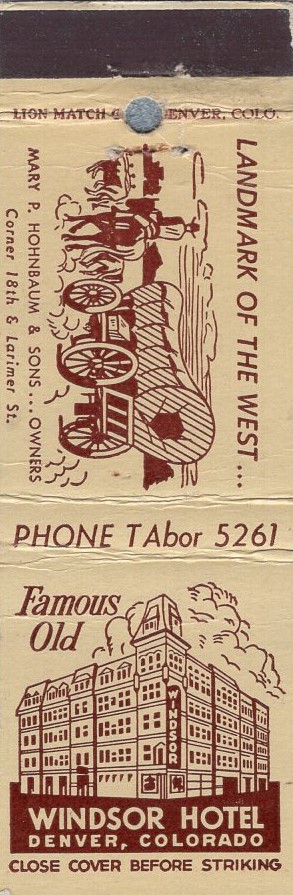 LION MATCH C DENVER, COLO.
LANDMARK OF THE WEST...
MARY P. HOHNBAUM & SONS... OWNERS
Corner 18th & Larimer St.
PHONE TAbor 5261
Famous
Old
WINDSOR
WINDSOR HOTEL
DENVER, COLORADO
CLOSE COVER BEFORE STRIKING